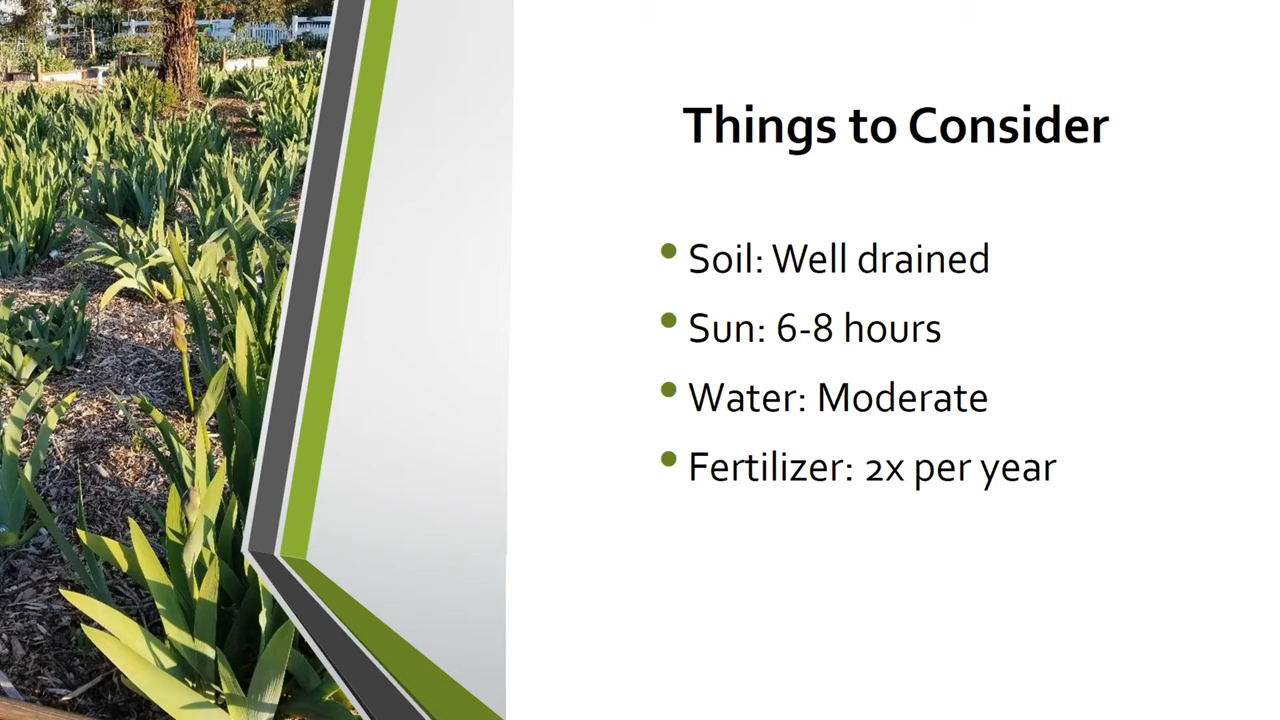 Things to Consider
Soil: Well drained
Sun: 6-8 hours
Water: Moderate
Fertilizer: 2x per year